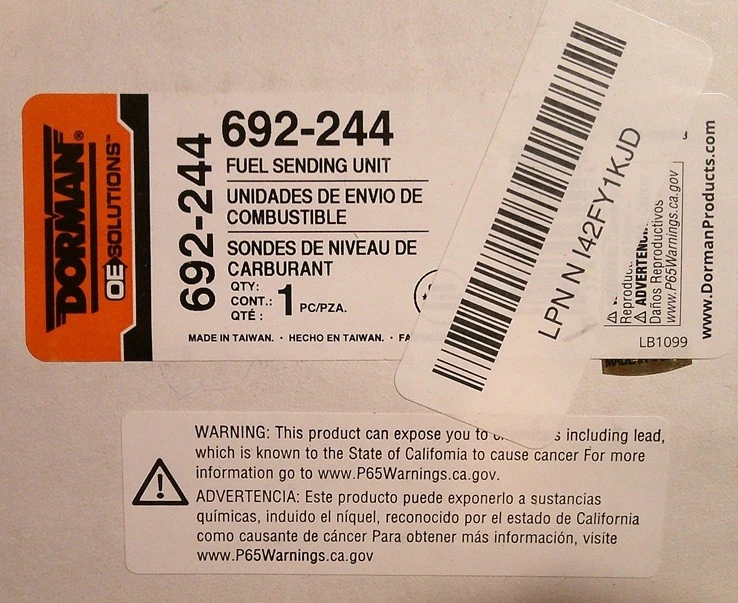 DORMAN®
OE SOLUTIONS™
692-244
692-244
FUEL SENDING UNIT
UNIDADES DE ENVIO DE
COMBUSTIBLE
SONDES DE NIVEAU DE
CARBURANT
QTY:
CONT.: 1 PC/PZA.
QTÉ :
MADE IN TAIWAN. · HECHO EN TAIWAN. ·
LPN N I42FY1KJD
Daños Reproductivos
www.P65Warnings.ca.gov
www.DormanProducts.com
LB1099
WARNING: This product can expose you to including lead,
which is known to the State of California to cause cancer For more
information go to www.P65Warnings.ca.gov.
ADVERTENCIA: Este producto puede exponerlo a sustancias
químicas, induido el níquel, reconocido por el estado de California
como causante de cáncer Para obtener más información, visite
www.P65Warnings.ca.gov